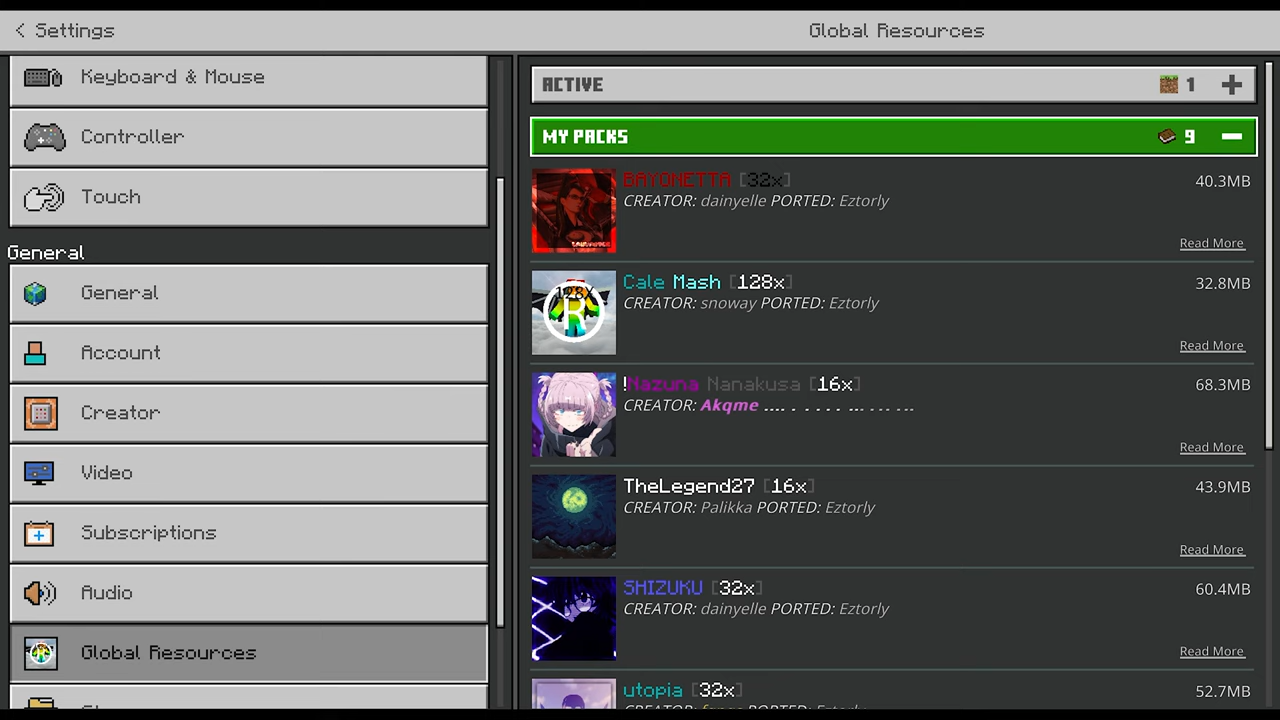 Settings
Global Resources
Keyboard & Mouse
Controller
Touch
General
General
Account
Creator
Video
Subscriptions
Audio
Global Resources
ACTIVE 1
MY PACKS 9
BAYONETTA [32x] 40.3MB
CREATOR: dainyelle PORTED: Eztorly
Read More
Cale Mash [128x] 32.8MB
CREATOR: snoway PORTED: Eztorly
Read More
!Nazuna Nanakusa [16x] 68.3MB
CREATOR: Akqme .... . . . . . ... ... ...
Read More
TheLegend27 [16x] 43.9MB
CREATOR: Palikka PORTED: Eztorly
Read More
SHIZUKU [32x] 60.4MB
CREATOR: dainyelle PORTED: Eztorly
Read More
utopia [32x] 52.7MB